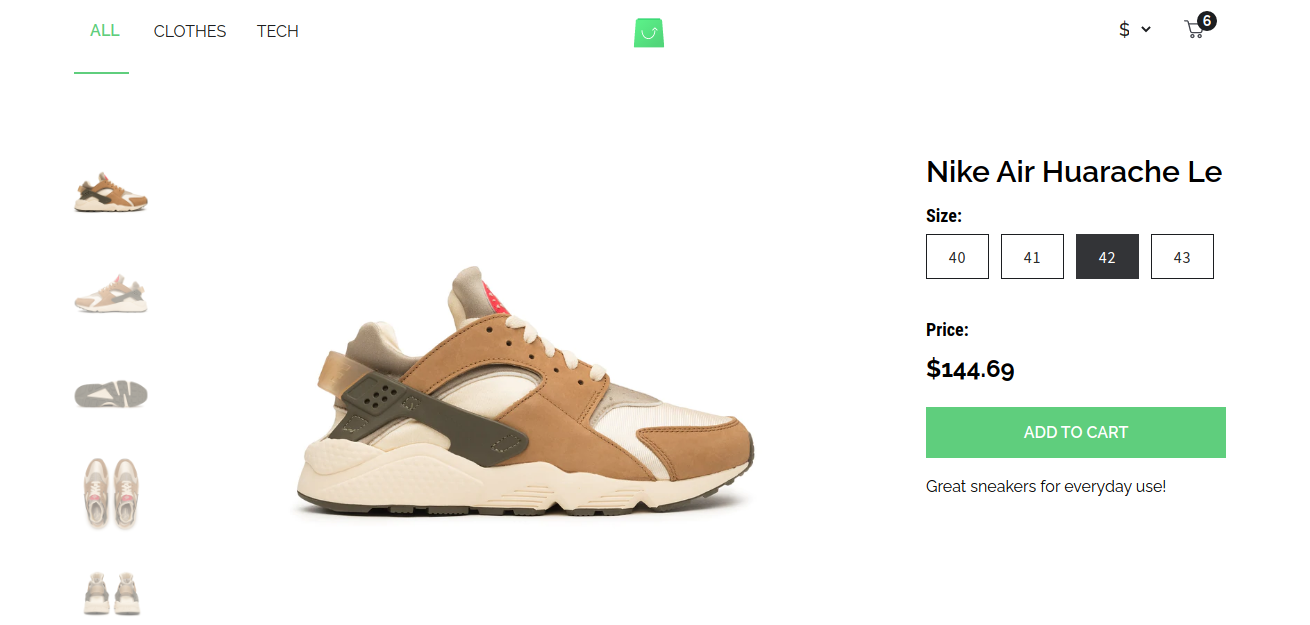 ALL CLOTHES TECH $ 6
Nike Air Huarache Le
Size:
40 41 42 43
Price:
$144.69
ADD TO CART
Great sneakers for everyday use!